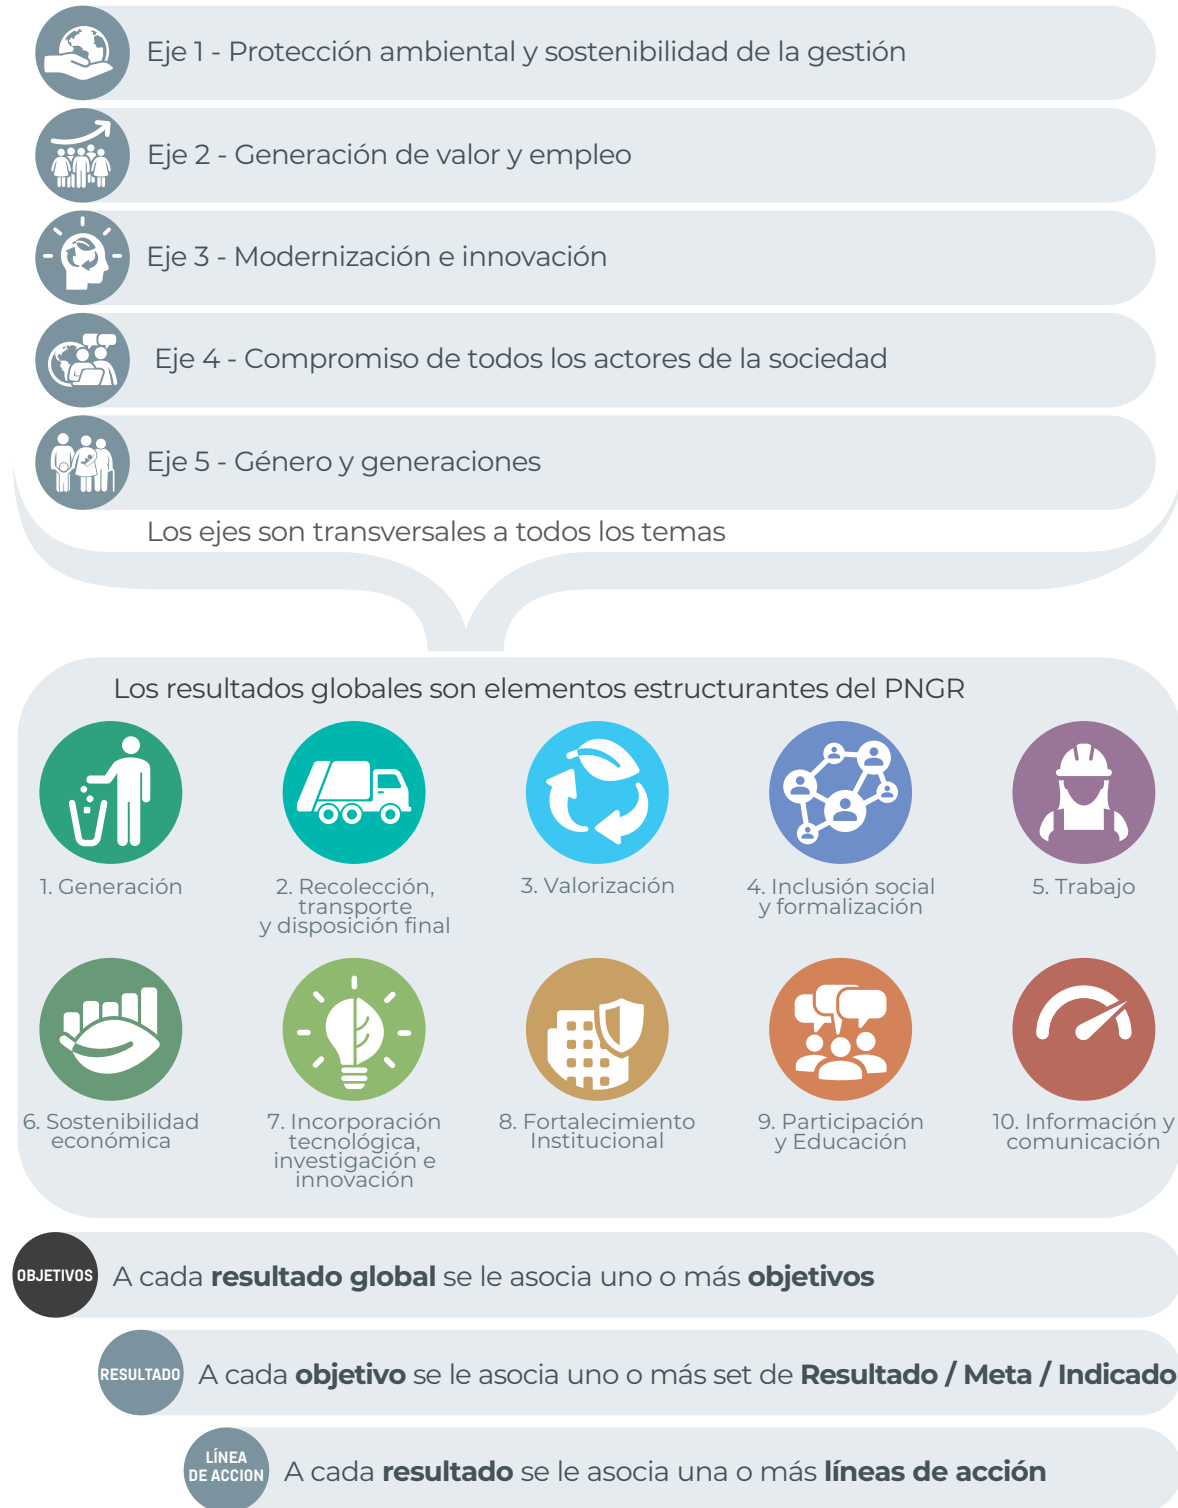 Eje 1 - Protección ambiental y sostenibilidad de la gestión
Eje 2 - Generación de valor y empleo
Eje 3 - Modernización e innovación
Eje 4 - Compromiso de todos los actores de la sociedad
Eje 5 - Género y generaciones
Los ejes son transversales a todos los temas
Los resultados globales son elementos estructurantes del PNGR
1. Generación
2. Recolección,
transporte
y disposición final
3. Valorización
4. Inclusión social
y formalización
5. Trabajo
6. Sostenibilidad
económica
7. Incorporación
tecnológica,
investigación e
innovación
8. Fortalecimiento
Institucional
9. Participación
y Educación
10. Información y
comunicación
OBJETIVOS
A cada resultado global se le asocia uno o más objetivos
RESULTADO
A cada objetivo se le asocia uno o más set de Resultado / Meta / Indicado
LÍNEA
DE ACCION
A cada resultado se le asocia una o más líneas de acción